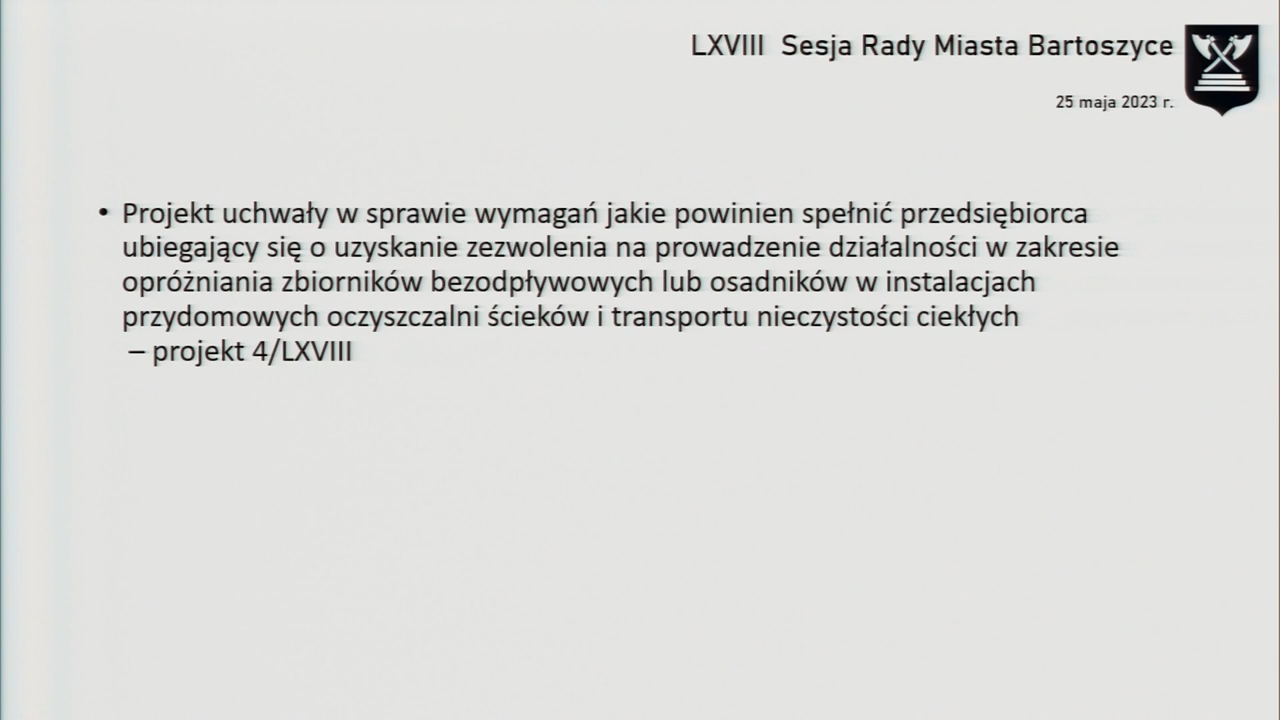 LXVIII Sesja Rady Miasta Bartoszyce
25 maja 2023 r.
• Projekt uchwały w sprawie wymagań jakie powinien spełnić przedsiębiorca
ubiegający się o uzyskanie zezwolenia na prowadzenie działalności w zakresie
opróżniania zbiorników bezodpływowych lub osadników w instalacjach
przydomowych oczyszczalni ścieków i transportu nieczystości ciekłych
– projekt 4/LXVIII